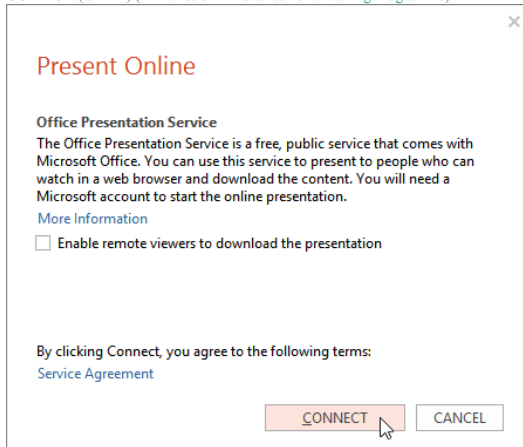 Present Online
Office Presentation Service
The Office Presentation Service is a free, public service that comes with
Microsoft Office. You can use this service to present to people who can
watch in a web browser and download the content. You will need a
Microsoft account to start the online presentation.
More Information
Enable remote viewers to download the presentation
By clicking Connect, you agree to the following terms:
Service Agreement
CONNECT CANCEL